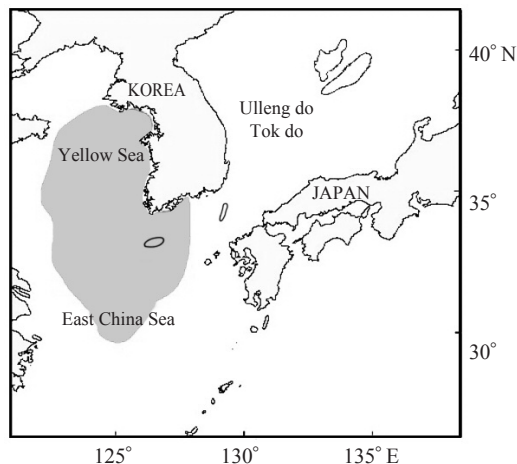 40° N
KOREA
Ulleng do
Tok do
Yellow Sea
JAPAN
35°
East China Sea
30°
125°
130°
135° E